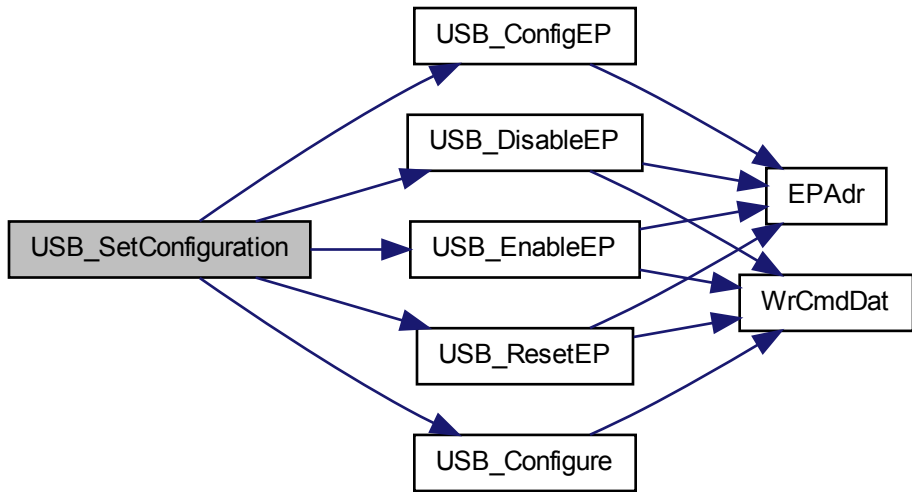 USB_SetConfiguration
USB_ConfigEP
USB_DisableEP
USB_EnableEP
USB_ResetEP
USB_Configure
EPAdr
WrCmdDat